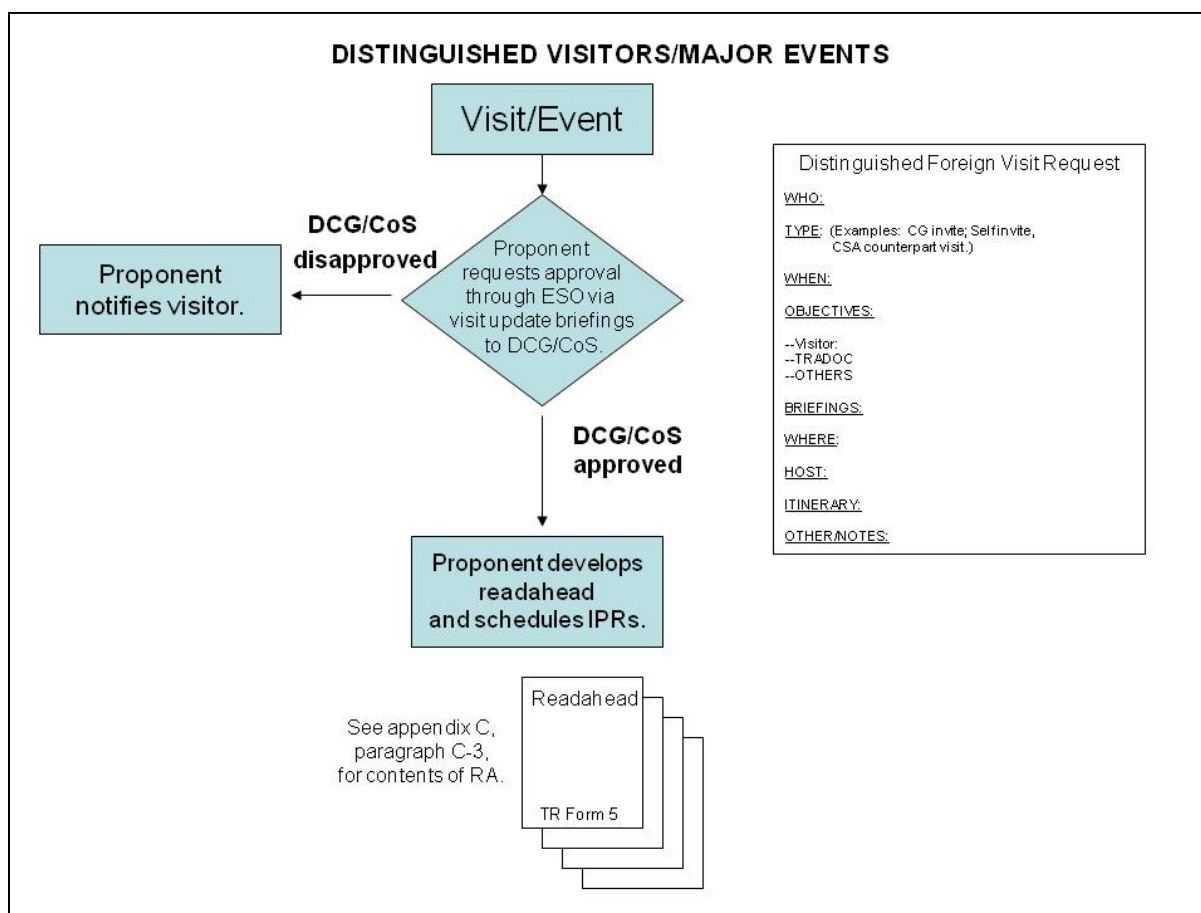 DISTINGUISHED VISITORS/MAJOR EVENTS
Visit/Event
DCG/CoS
disapproved
Proponent
notifies visitor.
Proponent
requests approval
through ESO via
visit update briefings
to DCG/CoS.
DCG/CoS
approved
Proponent develops
readahead
and schedules IPRs.
See appendix C,
paragraph C-3,
for contents of RA.
Readahead
TR Form 5
Distinguished Foreign Visit Request
WHO:
TYPE: (Examples: CG invite; Self invite,
CSA counterpart visit.)
WHEN:
OBJECTIVES:
--Visitor:
--TRADOC
--OTHERS
BRIEFINGS:
WHERE:
HOST:
ITINERARY:
OTHER/NOTES: